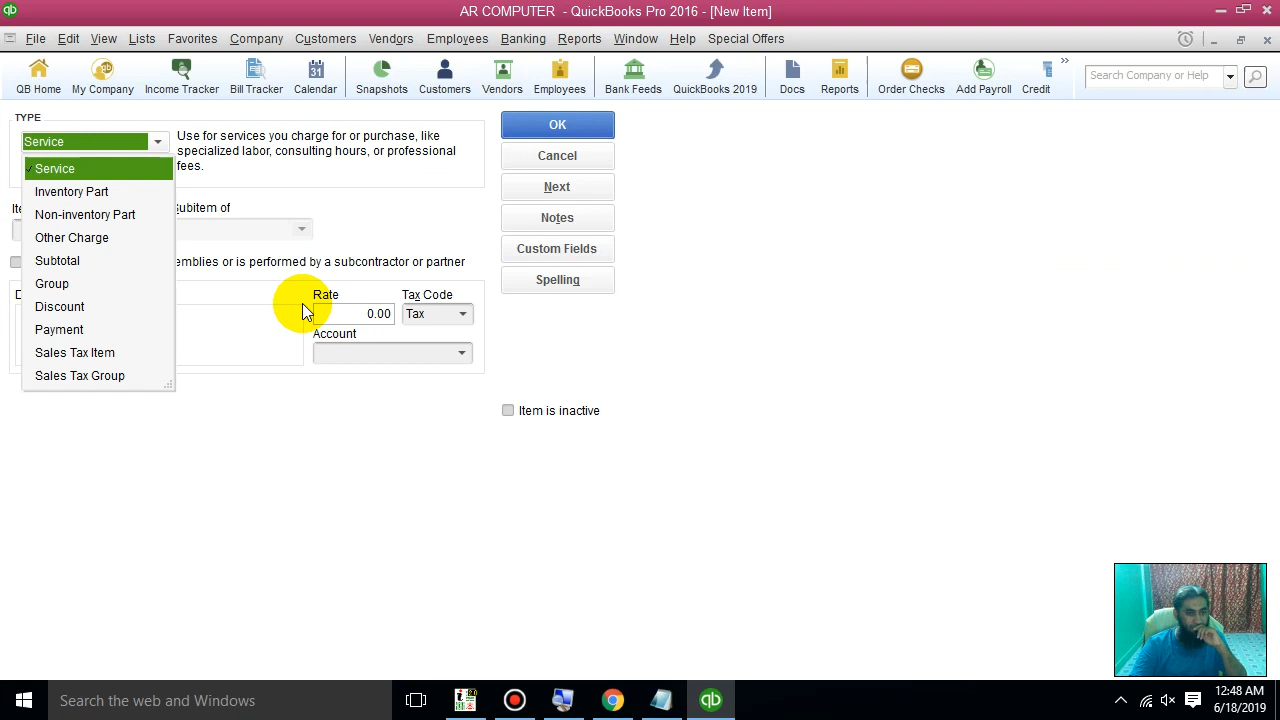 AR COMPUTER - QuickBooks Pro 2016 - [New Item]
File Edit View Lists Favorites Company Customers Vendors Employees Banking Reports Window Help Special Offers
QB Home My Company Income Tracker Bill Tracker Calendar Snapshots Customers Vendors Employees Bank Feeds QuickBooks 2019 Docs Reports Order Checks Add Payroll Credit
Search Company or Help
TYPE
Service
Use for services you charge for or purchase, like
specialized labor, consulting hours, or professional
fees.
Service
Inventory Part
Non-inventory Part
Other Charge
Subtotal
Group
Discount
Payment
Sales Tax Item
Sales Tax Group
ubitem of
emblies or is performed by a subcontractor or partner
Rate
Tax Code
0.00
Tax
Account
OK
Cancel
Next
Notes
Custom Fields
Spelling
Item is inactive
Search the web and Windows
12:48 AM
6/18/2019